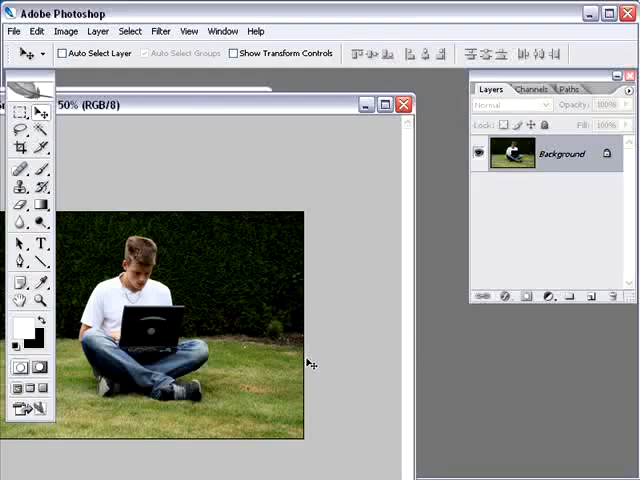 Adobe Photoshop
File Edit Image Layer Select Filter View Window Help
Auto Select Layer Auto Select Groups Show Transform Controls
50% (RGB/8)
Layers Channels Paths
Normal Opacity: 100%
Lock: Fill: 100%
Background
T